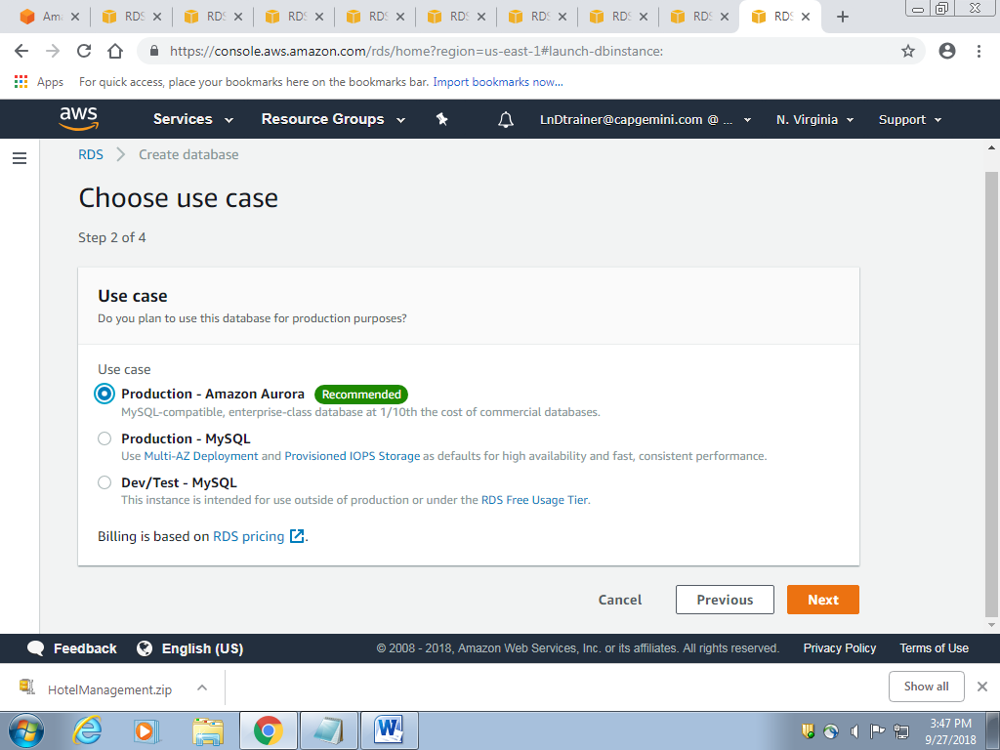 Ama
RDS
RDS
RDS
RDS
RDS
RDS
RDS
RDS
RDS
https://console.aws.amazon.com/rds/home?region=us-east-1#launch-dbinstance:
Apps For quick access, place your bookmarks here on the bookmarks bar. Import bookmarks now...
aws Services Resource Groups LnDtrainer@capgemini.com @ ... N. Virginia Support
RDS Create database
Choose use case
Step 2 of 4
Use case
Do you plan to use this database for production purposes?
Use case
Production - Amazon Aurora Recommended
MySQL-compatible, enterprise-class database at 1/10th the cost of commercial databases.
Production - MySQL
Use Multi-AZ Deployment and Provisioned IOPS Storage as defaults for high availability and fast, consistent performance.
Dev/Test - MySQL
This instance is intended for use outside of production or under the RDS Free Usage Tier.
Billing is based on RDS pricing .
Cancel Previous Next
Feedback English (US) © 2008 - 2018, Amazon Web Services, Inc. or its affiliates. All rights reserved. Privacy Policy Terms of Use
HotelManagement.zip Show all
3:47 PM
9/27/2018